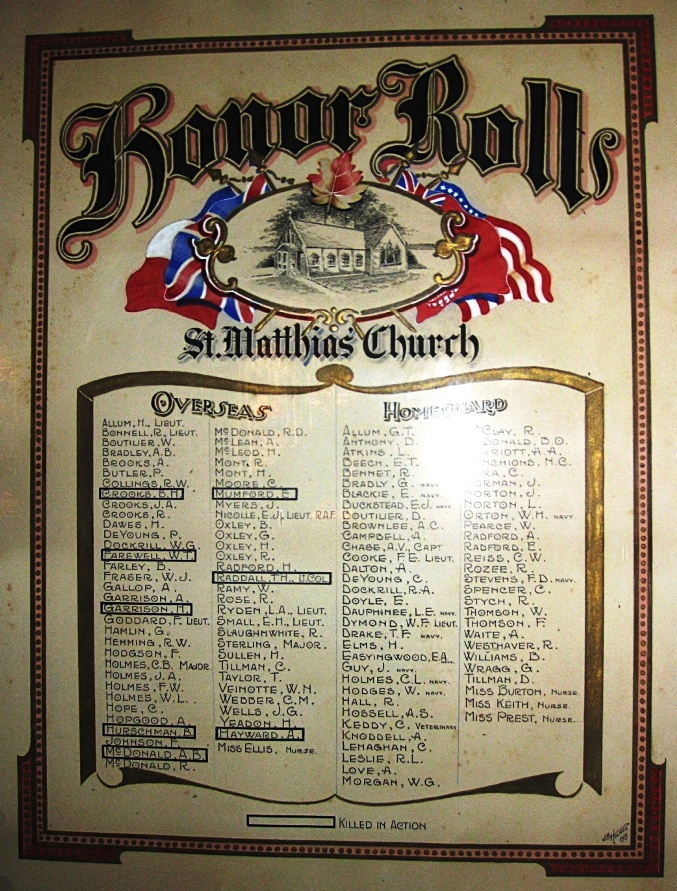 Honor Roll
St. Matthias' Church
OVERSEAS
ALLUM, H., LIEUT.
BONNELL, R., LIEUT.
BOUTILIER, W.
BRADLEY, A.B.
BROOKS, A.
BUTLER, P.
COLLINGS, R.W.
CROOKS, B.H.
CROOKS, J.A.
CROOKS, R.
DAWES, H.
DEYOUNG, P.
DOCKRILL, W.G.
FAREWELL, W.T.
FARLEY, B.
FRASER, W.J.
GALLOP, A.
GARRISON, A.
GARRISON, H.
GODDARD, F. LIEUT.
HAMLIN, G.
HEMMING, R.W.
HODGSON, F.
HOLMES, C.B. MAJOR
HOLMES, J.A.
HOLMES, F.W.
HOLMES, W.L.
HOPE, C.
HOPGOOD, A.
HURSCHMAN, B.
JOHNSON, F.
MCDONALD, A.B.
MCDONALD, R.
MCDONALD, R.D.
MCLEAN, A.
MCLEOD, H.
MONT, R.
MONT, H.
MOORE, C.
MUMFORD, E.
MYERS, J.
NICOLLE, E.J. LIEUT. R.A.F.
OXLEY, B.
OXLEY, G.
OXLEY, H.
OXLEY, R.
RADFORD, H.
RADDALL, T.H., LT. COL
RAMY, W.
ROSE, R.
RYDEN, L.A., LIEUT.
SMALL, E.H., LIEUT.
SLAUGHNWHITE, R.
STERLING, MAJOR.
SULLEN, H.
TILLMAN, C.
TAYLOR, T.
VEINOTTE, W.N.
WEBBER, C.M.
WELLS, J.G.
YEADON, H.
HAYWARD, A.
MISS ELLIS, NURSE.
HOMEGUARD
ALLUM, G.T.
ANTHONY, D.
ATKINS, L.
BEECH, E.T.
BENNET, R.
BRADLY, G. NAVY
BLACKIE, E. NAVY
BUCKSTEAD, E.J. NAVY
BOUTILIER, D.
BROWNLEE, A.C.
CAMPBELL, A.
CHASE, A.V., CAPT
COOKE, F.E. LIEUT.
DALTON, A.
DEYOUNG, C.
DOCKRILL, R.A.
DOYLE, E.
DAUPHINEE, L.E. NAVY.
DYMOND, W.F. LIEUT.
DRAKE, T.F. NAVY.
ELMS, H.
EASYINGWOOD, E.A.
GUY, J. NAVY.
HOLMES, C.L. NAVY.
HODGES, W. NAVY.
HALL, R.
HOSSELL, A.S.
KEDDY, C. VETERINARY
KNODDELL, A.
LENAGHAN, C.
LESLIE, R.L.
LOVE, A.
MORGAN, W.G.
CLAY, R.
DONALD, B.O.
RRIOTT, A.A.
NCHIONS, N.C.
RA, C.
RMAN, J.
NORTON, J.
NORTON, L.
ORTON, W.H. NAVY
PEARCE, W.
RADFORD, A.
RADFORD, E.
REISS, C.W.
ROZEE, R.
STEVENS, F.D. NAVY.
SPENCER, C.
STYCH, R.
THOMSON, W.
THOMSON, F.
WAITE, A.
WESTHAVER, R.
WILLIAMS, B.
WRAGG, G.
TILLMAN, D.
MISS BURTON, NURSE.
MISS KEITH, NURSE.
MISS PREST, NURSE.
KILLED IN ACTION